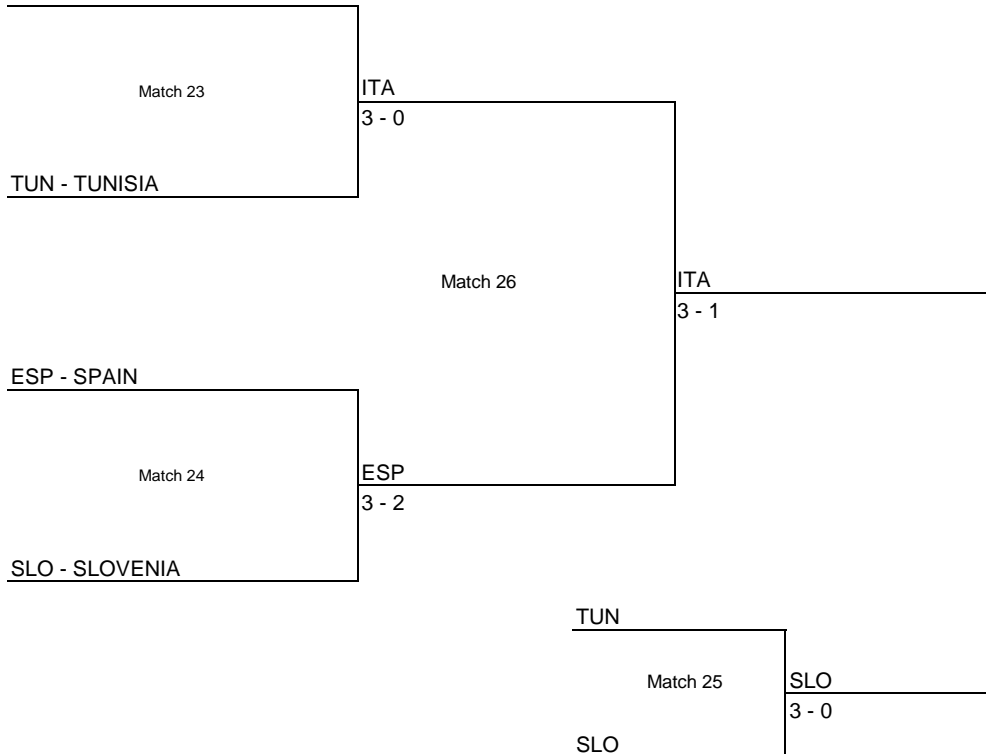 Match 23
ITA
3 - 0
TUN - TUNISIA
Match 26
ITA
3 - 1
ESP - SPAIN
Match 24
ESP
3 - 2
SLO - SLOVENIA
TUN
Match 25
SLO
3 - 0
SLO